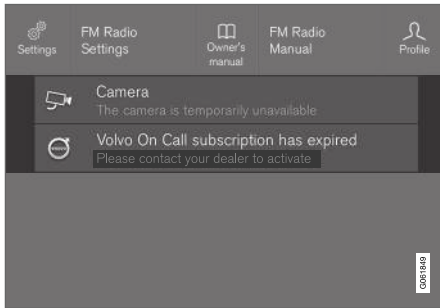 Settings
FM Radio
Settings
Owner's
manual
FM Radio
Manual
Profile
Camera
The camera is temporarily unavailable
Volvo On Call subscription has expired
Please contact your dealer to activate
G061849